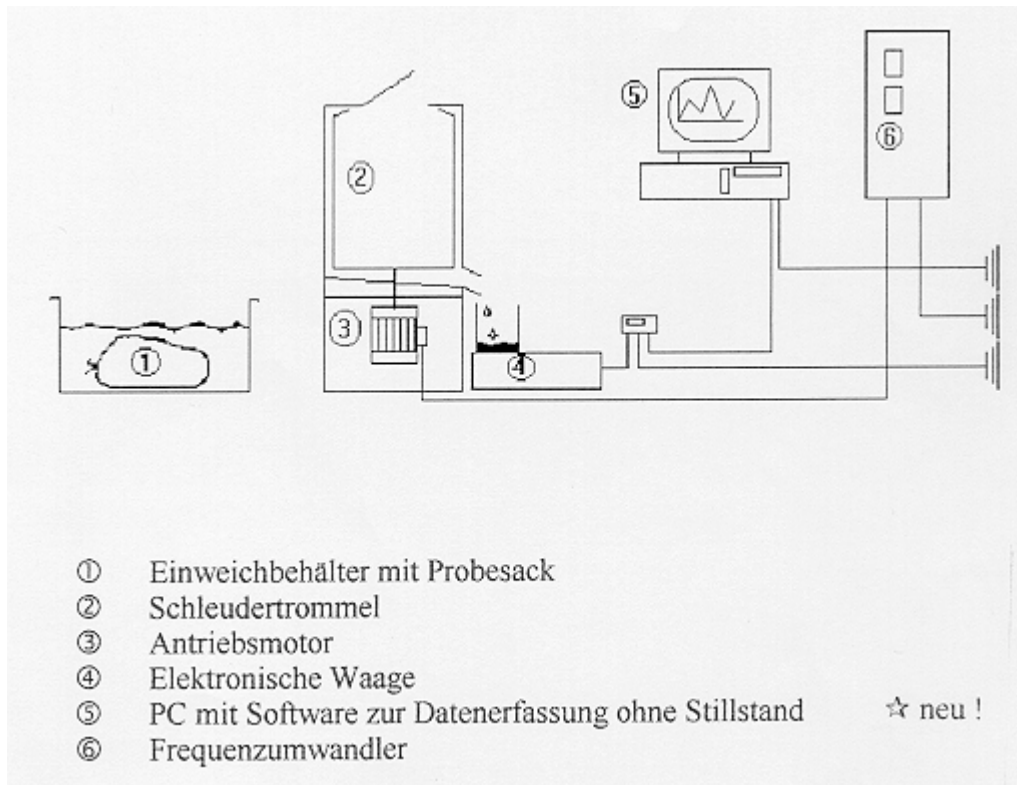 ②
⑤
⑥
③
①
④
① Einweichbehälter mit Probesack
② Schleudertrommel
③ Antriebsmotor
④ Elektronische Waage
⑤ PC mit Software zur Datenerfassung ohne Stillstand ☆ neu !
⑥ Frequenzumwandler